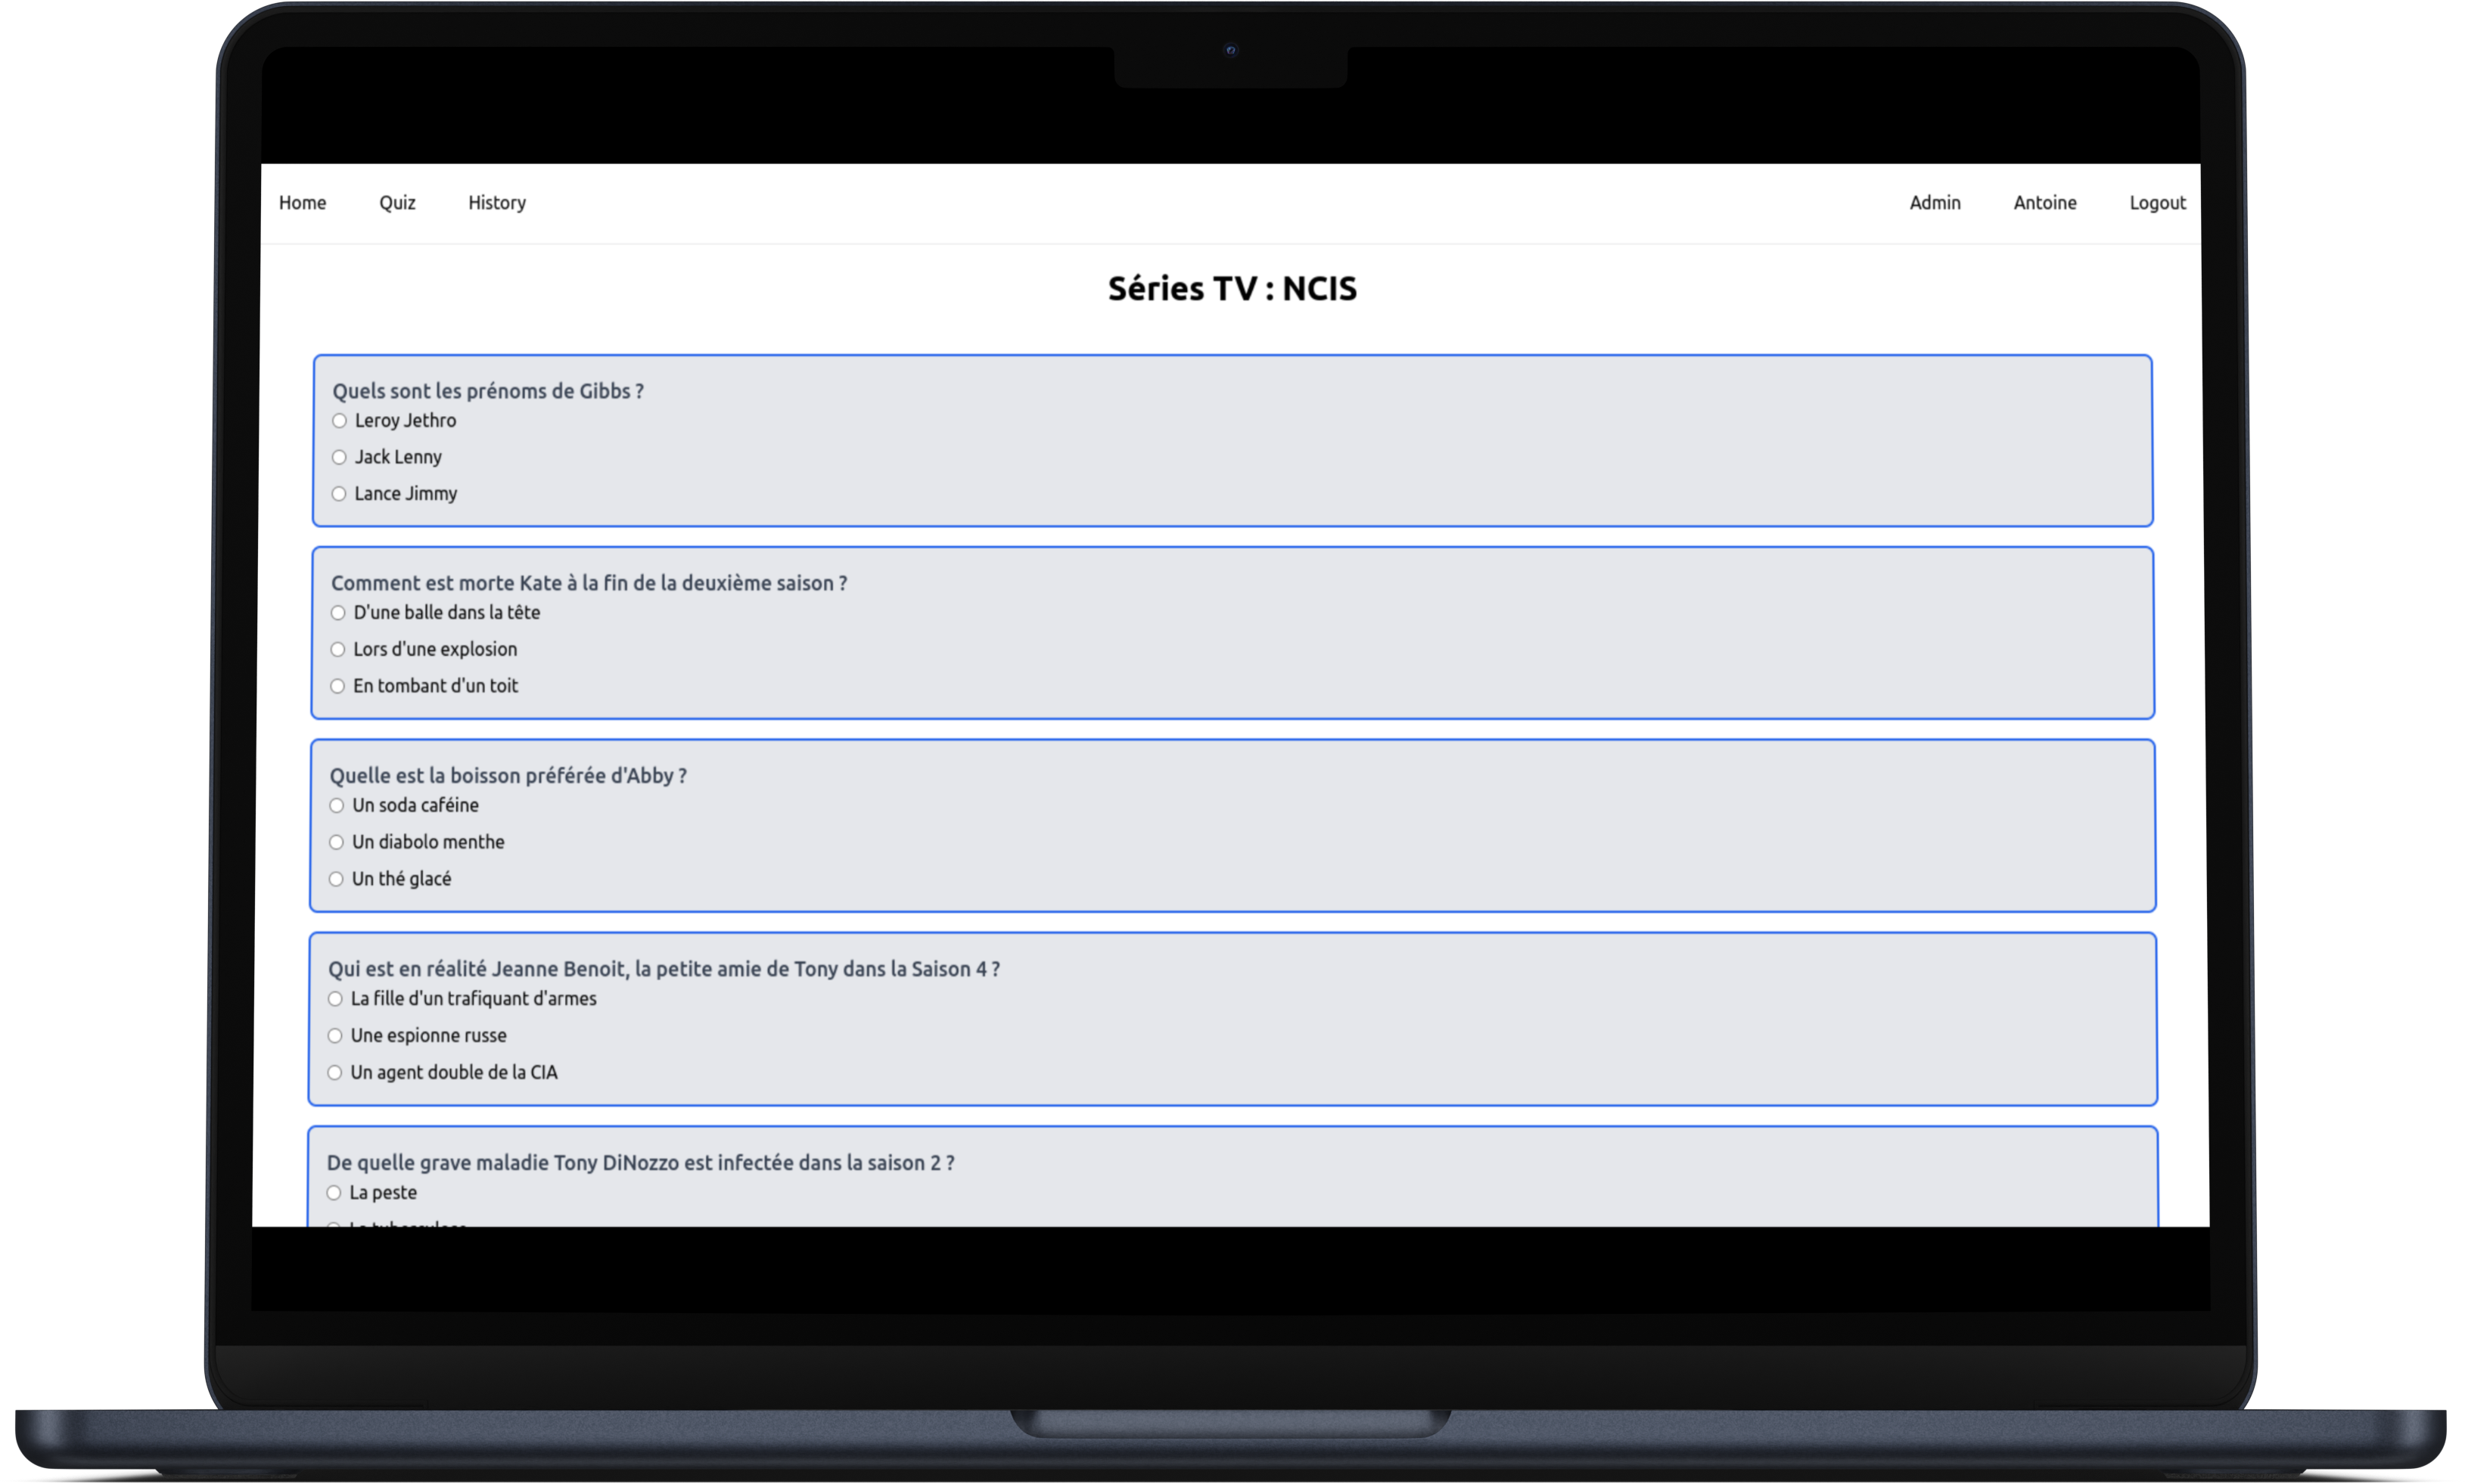 Home Quiz History Admin Antoine Logout
Séries TV : NCIS
Quels sont les prénoms de Gibbs ?
Leroy Jethro
Jack Lenny
Lance Jimmy
Comment est morte Kate à la fin de la deuxième saison ?
D'une balle dans la tête
Lors d'une explosion
En tombant d'un toit
Quelle est la boisson préférée d'Abby ?
Un soda caféine
Un diabolo menthe
Un thé glacé
Qui est en réalité Jeanne Benoit, la petite amie de Tony dans la Saison 4 ?
La fille d'un trafiquant d'armes
Une espionne russe
Un agent double de la CIA
De quelle grave maladie Tony DiNozzo est infectée dans la saison 2 ?
La peste